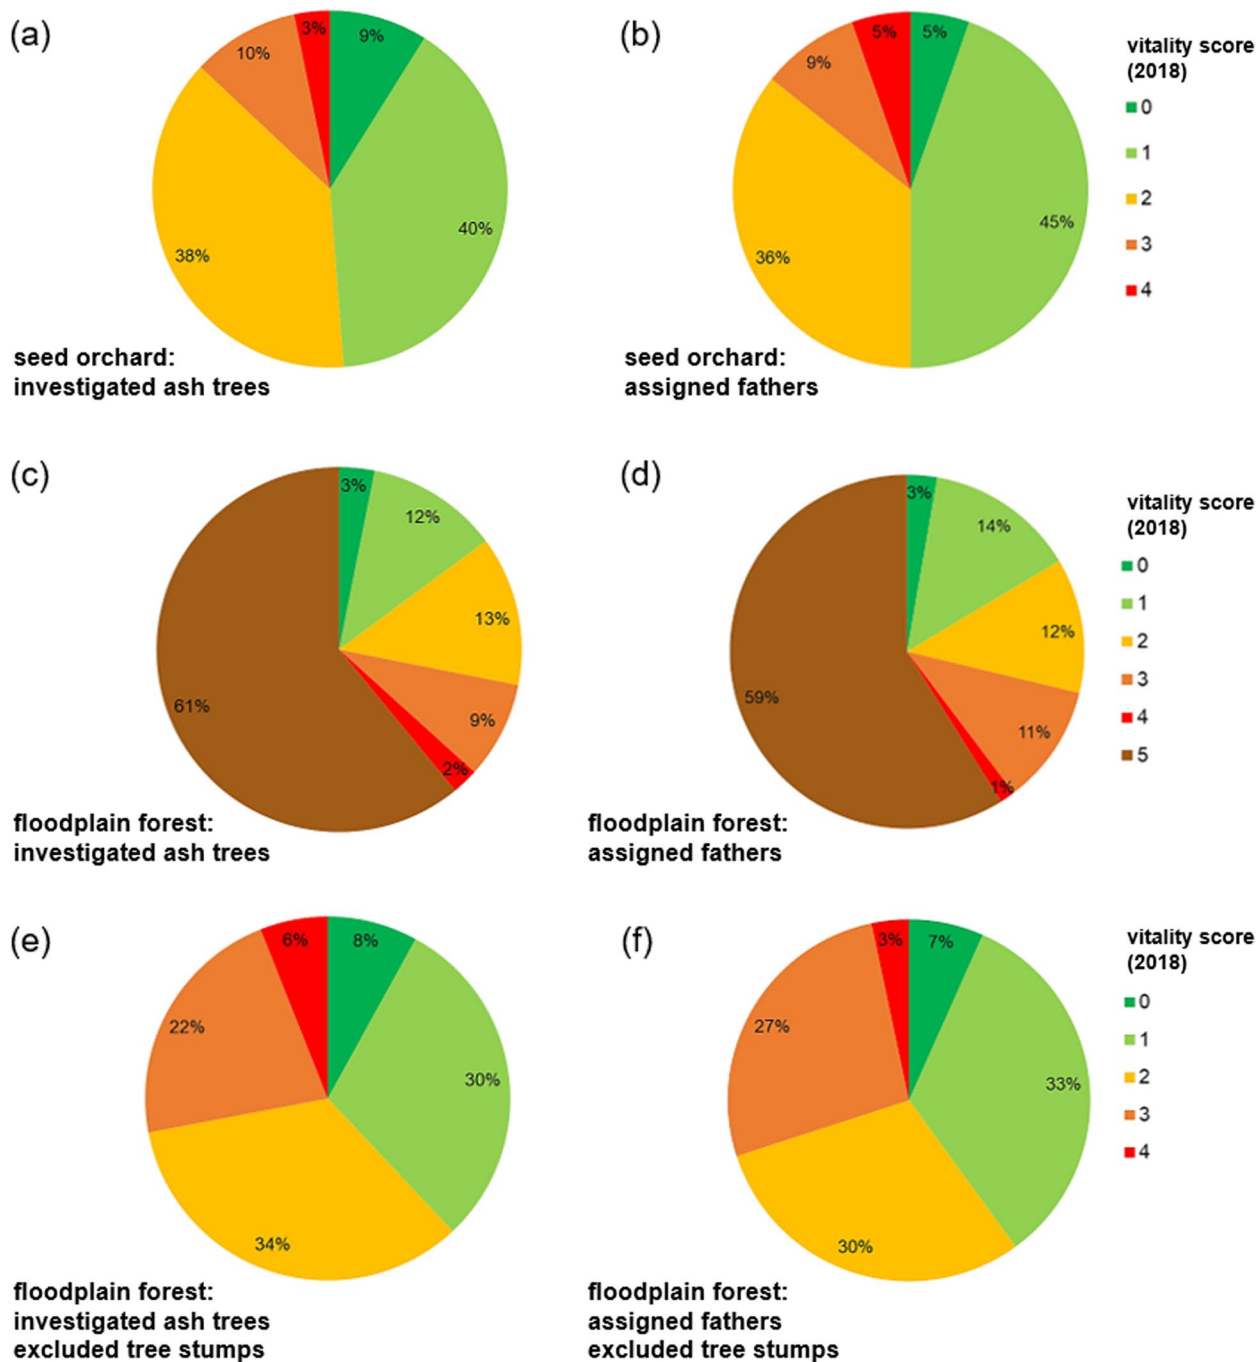 (a)
3%
9%
10%
40%
38%
seed orchard:
investigated ash trees
(b)
5%
5%
9%
45%
36%
seed orchard:
assigned fathers
vitality score
(2018)
0
1
2
3
4
(c)
3%
12%
13%
9%
2%
61%
floodplain forest:
investigated ash trees
(d)
3%
14%
12%
11%
1%
59%
floodplain forest:
assigned fathers
vitality score
(2018)
0
1
2
3
4
5
(e)
6%
8%
22%
30%
34%
floodplain forest:
investigated ash trees
excluded tree stumps
(f)
3%
7%
27%
33%
30%
floodplain forest:
assigned fathers
excluded tree stumps
vitality score
(2018)
0
1
2
3
4